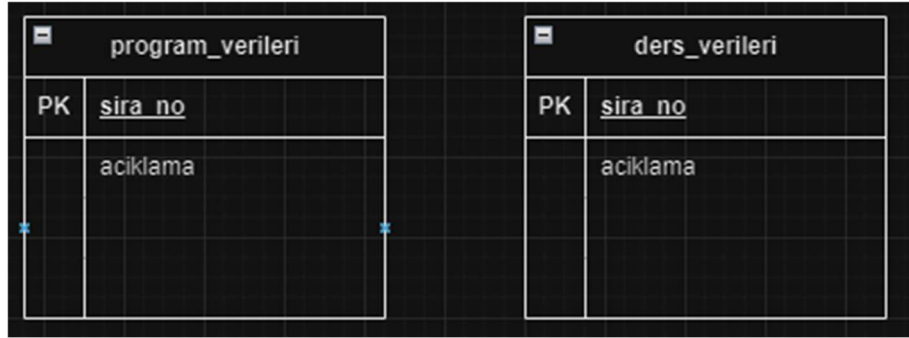 program_verileri
PK sira_no
aciklama
ders_verileri
PK sira_no
aciklama